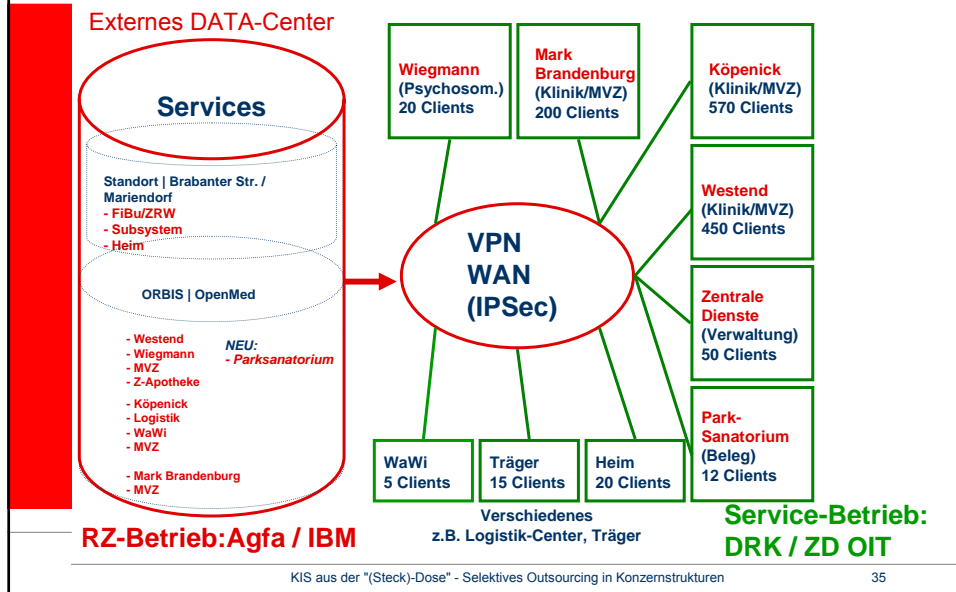 Externes DATA-Center
Services
Standort | Brabanter Str. /
Mariendorf
- FiBu/ZRW
- Subsystem
- Heim
ORBIS | OpenMed
- Westend
- Wiegmann
- MVZ
- Z-Apotheke
NEU:
- Parksanatorium
- Köpenick
- Logistik
- WaWi
- MVZ
- Mark Brandenburg
- MVZ
RZ-Betrieb:Agfa / IBM
Wiegmann
(Psychosom.)
20 Clients
Mark
Brandenburg
(Klinik/MVZ)
200 Clients
Köpenick
(Klinik/MVZ)
570 Clients
VPN
WAN
(IPSec)
Westend
(Klinik/MVZ)
450 Clients
Zentrale
Dienste
(Verwaltung)
50 Clients
Park-
Sanatorium
(Beleg)
12 Clients
WaWi
5 Clients
Träger
15 Clients
Heim
20 Clients
Verschiedenes
z.B. Logistik-Center, Träger
Service-Betrieb:
DRK / ZD OIT
KIS aus der "(Steck)-Dose" - Selektives Outsourcing in Konzernstrukturen
35